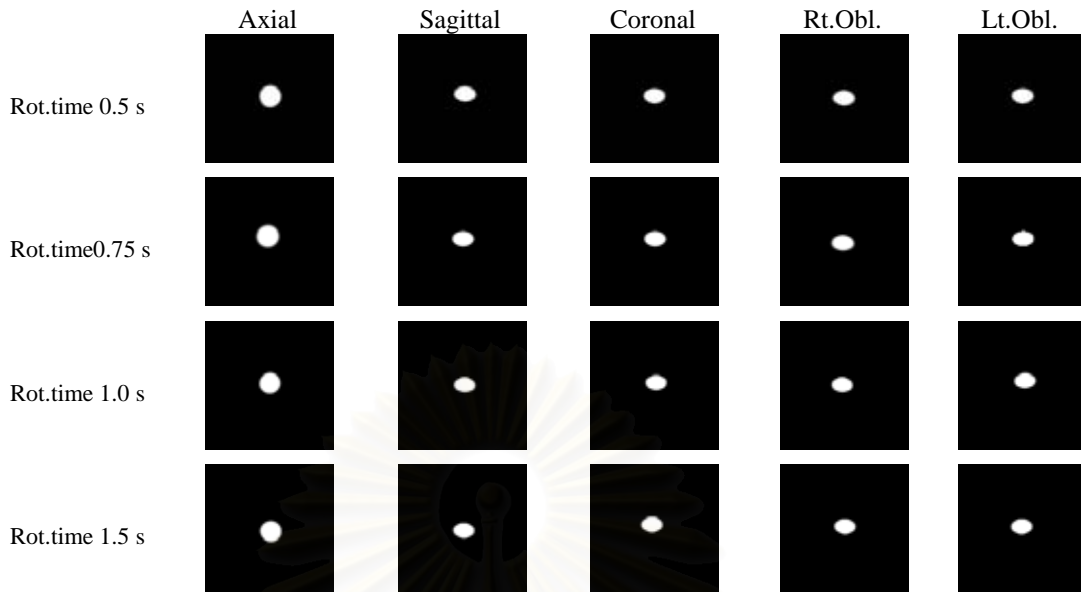 Axial Sagittal Coronal Rt.Obl. Lt.Obl.
Rot.time 0.5 s
Rot.time0.75 s
Rot.time 1.0 s
Rot.time 1.5 s